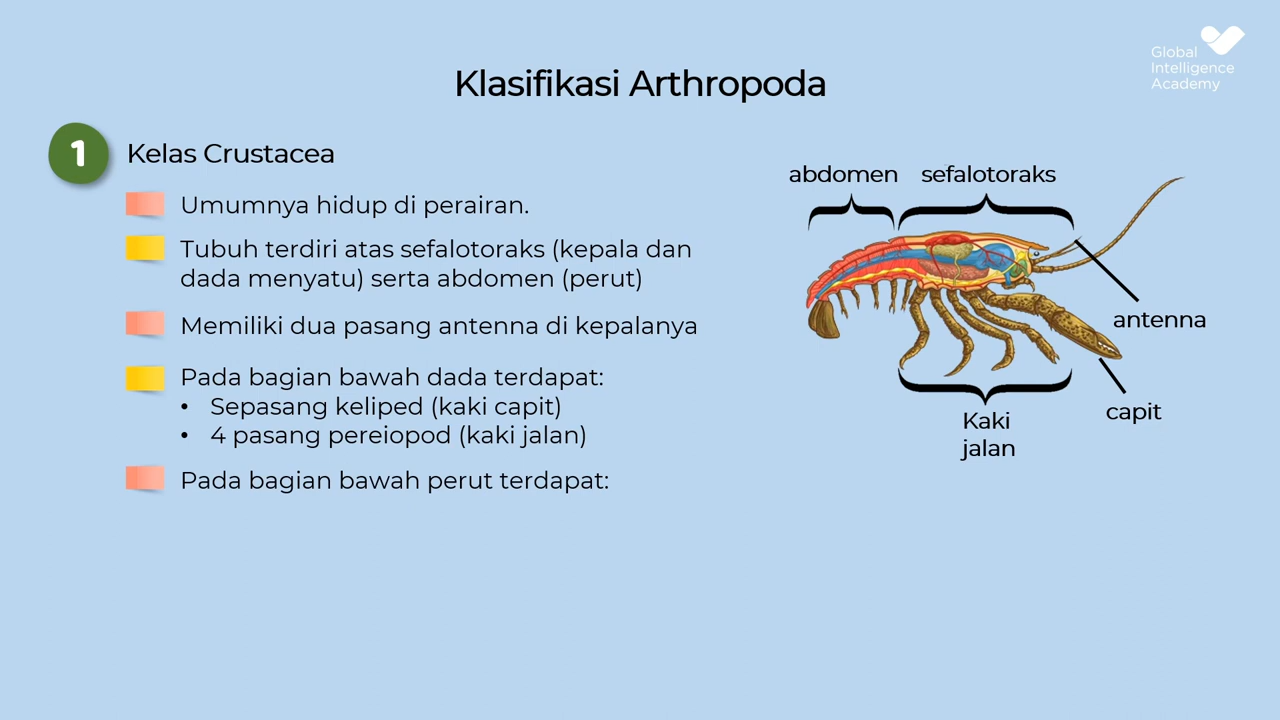 Global
Intelligence
Academy
Klasifikasi Arthropoda
1
Kelas Crustacea
Umumnya hidup di perairan.
Tubuh terdiri atas sefalotoraks (kepala dan
dada menyatu) serta abdomen (perut)
Memiliki dua pasang antenna di kepalanya
Pada bagian bawah dada terdapat:
• Sepasang keliped (kaki capit)
• 4 pasang pereiopod (kaki jalan)
Pada bagian bawah perut terdapat:
abdomen
sefalotoraks
antenna
capit
Kaki
jalan